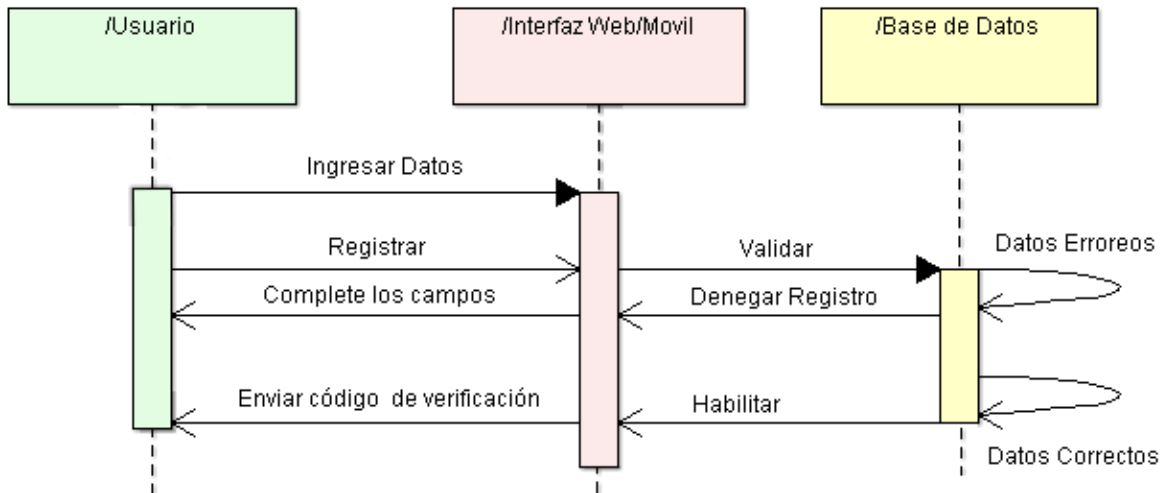 /Usuario
/Interfaz Web/Movil
/Base de Datos
Ingresar Datos
Registrar
Validar
Datos Erroreos
Complete los campos
Denegar Registro
Enviar código de verificación
Habilitar
Datos Correctos